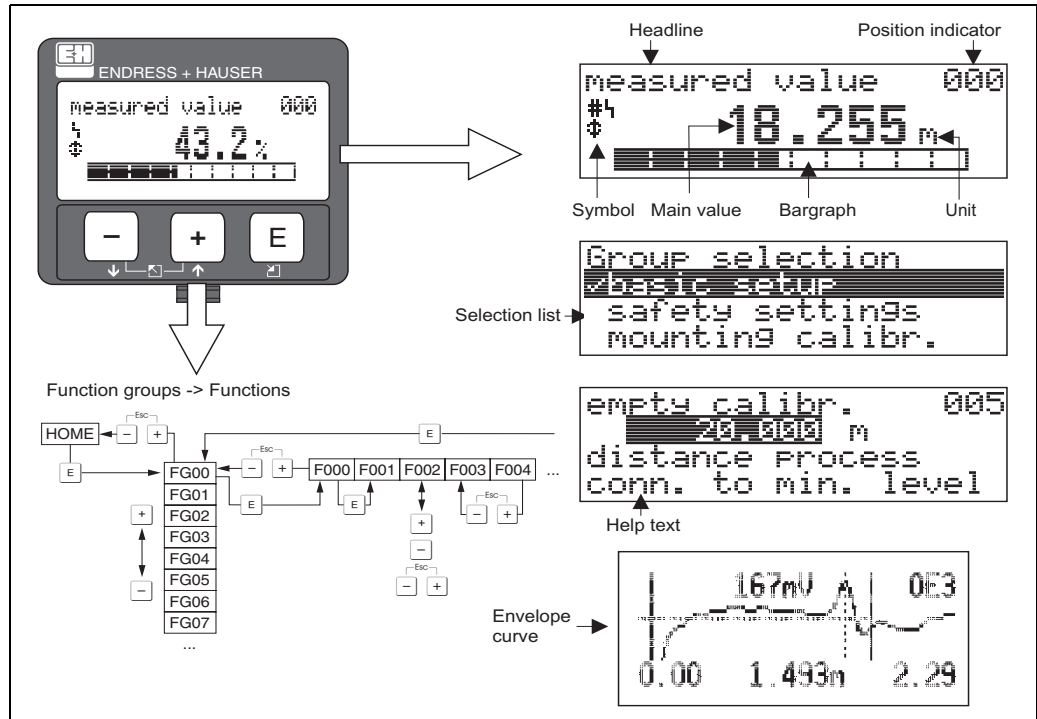 E+H
ENDRESS + HAUSER
measured value 000
43.2 %
– + E
Headline Position indicator
measured value 000
18.255 m
Symbol Main value Bargraph Unit
Group selection
basic setup
safety settings
mounting calibr.
Selection list
empty calibr. 005
20.000 m
distance process
conn. to min. level
Help text
167mV 0E3
0.00 1.493m 2.29
Envelope
curve
Function groups -> Functions
HOME
Esc
– +
E
FG00
FG01
FG02
FG03
FG04
FG05
FG06
FG07
...
+
–
Esc
– +
E
E
F000 F001 F002 F003 F004 ...
E
+
–
Esc
– +
Esc
– +